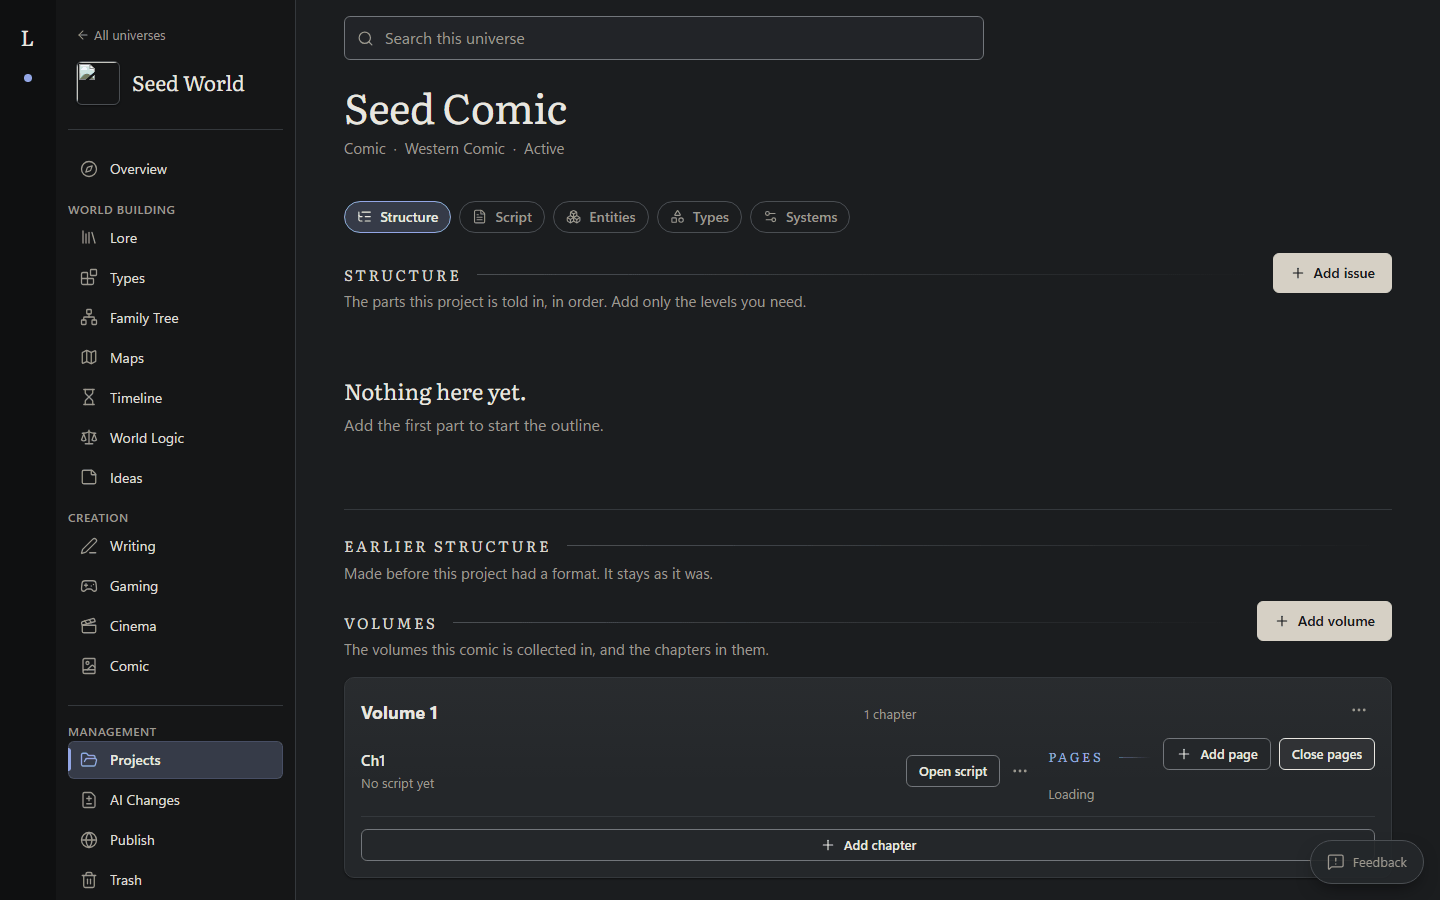 L
All universes
Seed World
Overview
WORLD BUILDING
Lore
Types
Family Tree
Maps
Timeline
World Logic
Ideas
CREATION
Writing
Gaming
Cinema
Comic
MANAGEMENT
Projects
AI Changes
Publish
Trash
Search this universe
Seed Comic
Comic · Western Comic · Active
Structure Script Entities Types Systems
STRUCTURE
Add issue
The parts this project is told in, in order. Add only the levels you need.
Nothing here yet.
Add the first part to start the outline.
EARLIER STRUCTURE
Made before this project had a format. It stays as it was.
VOLUMES
Add volume
The volumes this comic is collected in, and the chapters in them.
Volume 1
1 chapter
Ch1
No script yet
Open script
PAGES
Add page
Close pages
Loading
Add chapter
Feedback